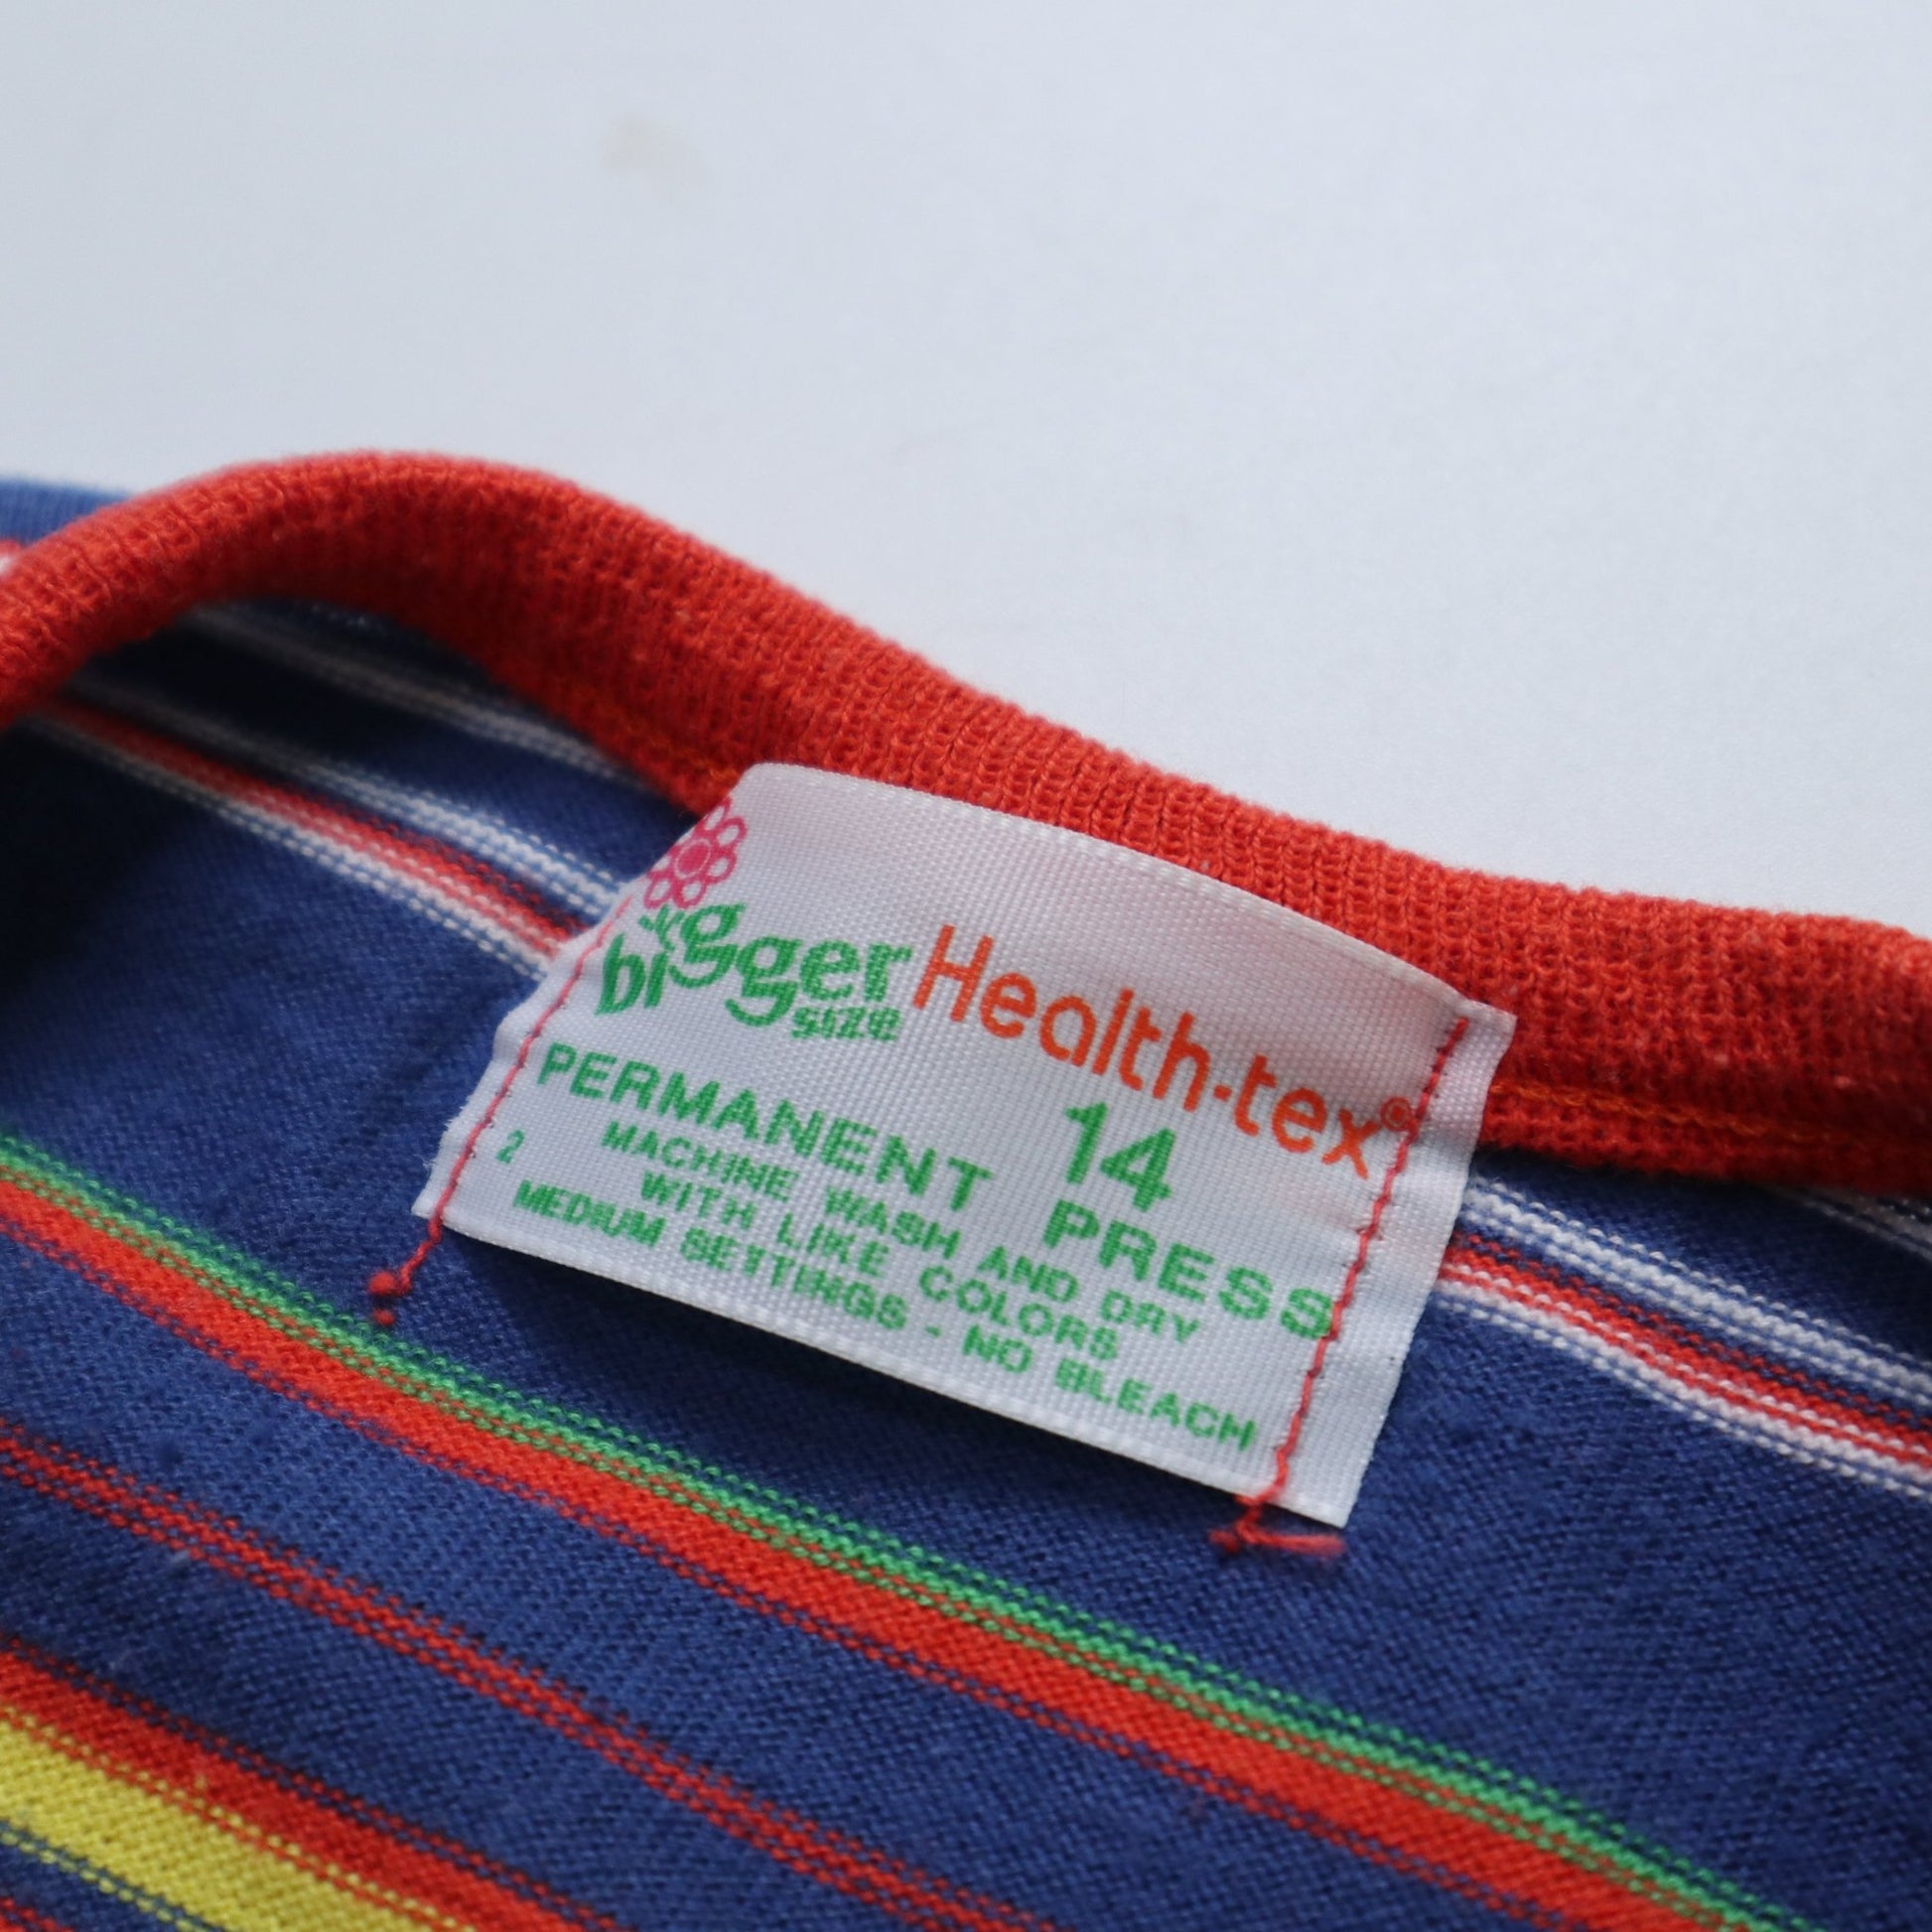 bigger Health-tex®
size
14
PERMANENT PRESS
2
MACHINE WASH AND DRY
WITH LIKE COLORS
MEDIUM SETTINGS - NO BLEACH